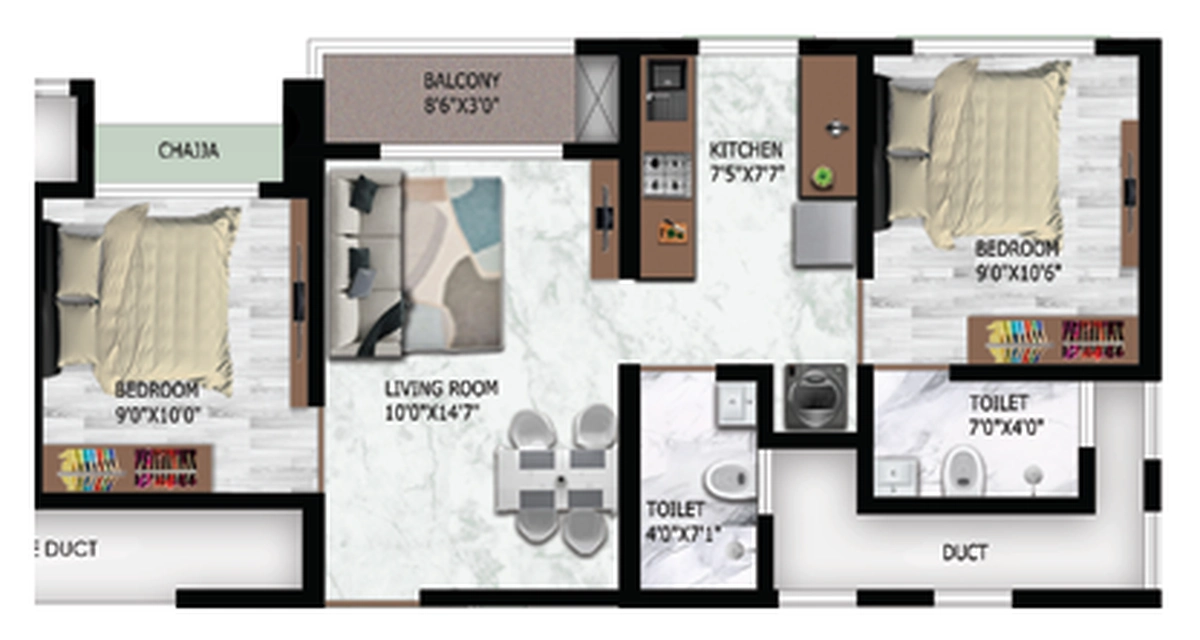 BALCONY
8'6"X3'0"
CHAJJA
KITCHEN
7'5"X7'7"
BEDROOM
9'0"X10'6"
BEDROOM
9'0"X10'0"
LIVING ROOM
10'0"X14'7"
TOILET
7'0"X4'0"
TOILET
4'0"X7'1"
E DUCT
DUCT